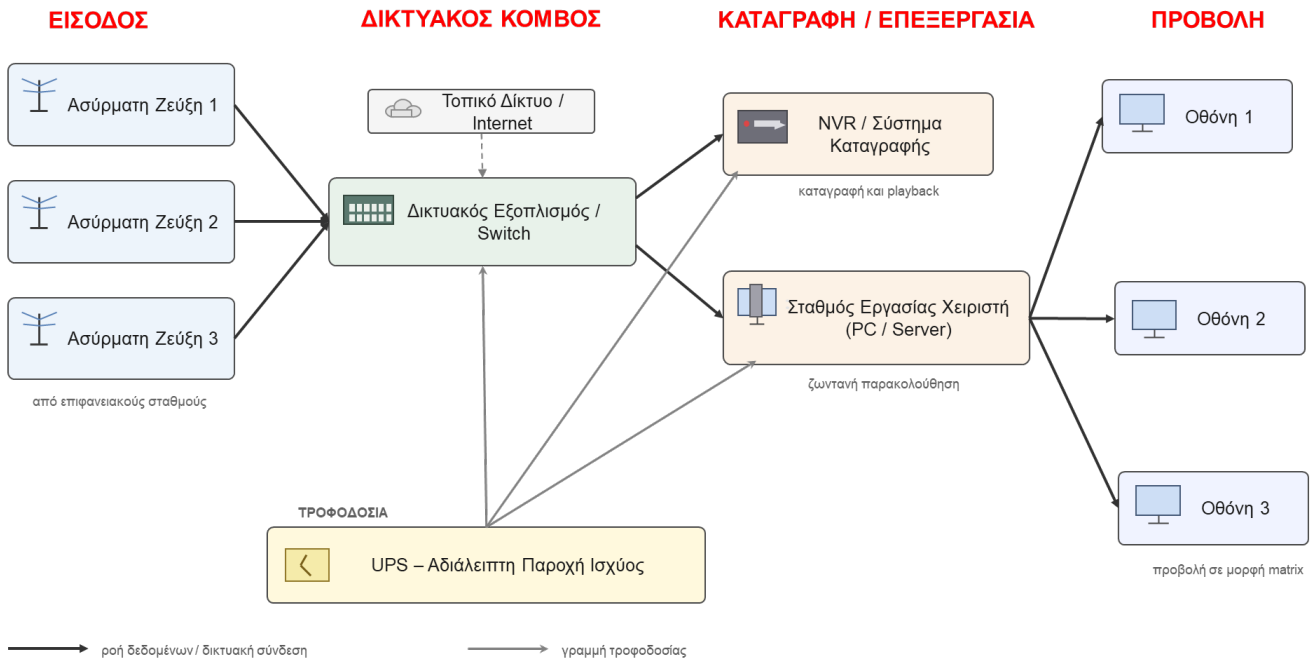 ΕΙΣΟΔΟΣ
ΔΙΚΤΥΑΚΟΣ ΚΟΜΒΟΣ
ΚΑΤΑΓΡΑΦΗ / ΕΠΕΞΕΡΓΑΣΙΑ
ΠΡΟΒΟΛΗ
Ασύρματη Ζεύξη 1
Ασύρματη Ζεύξη 2
Ασύρματη Ζεύξη 3
από επιφανειακούς σταθμούς
Τοπικό Δίκτυο /
Internet
Δικτυακός Εξοπλισμός /
Switch
NVR / Σύστημα
Καταγραφής
καταγραφή και playback
Σταθμός Εργασίας Χειριστή
(PC / Server)
ζωντανή παρακολούθηση
Οθόνη 1
Οθόνη 2
Οθόνη 3
προβολή σε μορφή matrix
ΤΡΟΦΟΔΟΣΙΑ
UPS – Αδιάλειπτη Παροχή Ισχύος
ροή δεδομένων / δικτυακή σύνδεση
γραμμή τροφοδοσίας